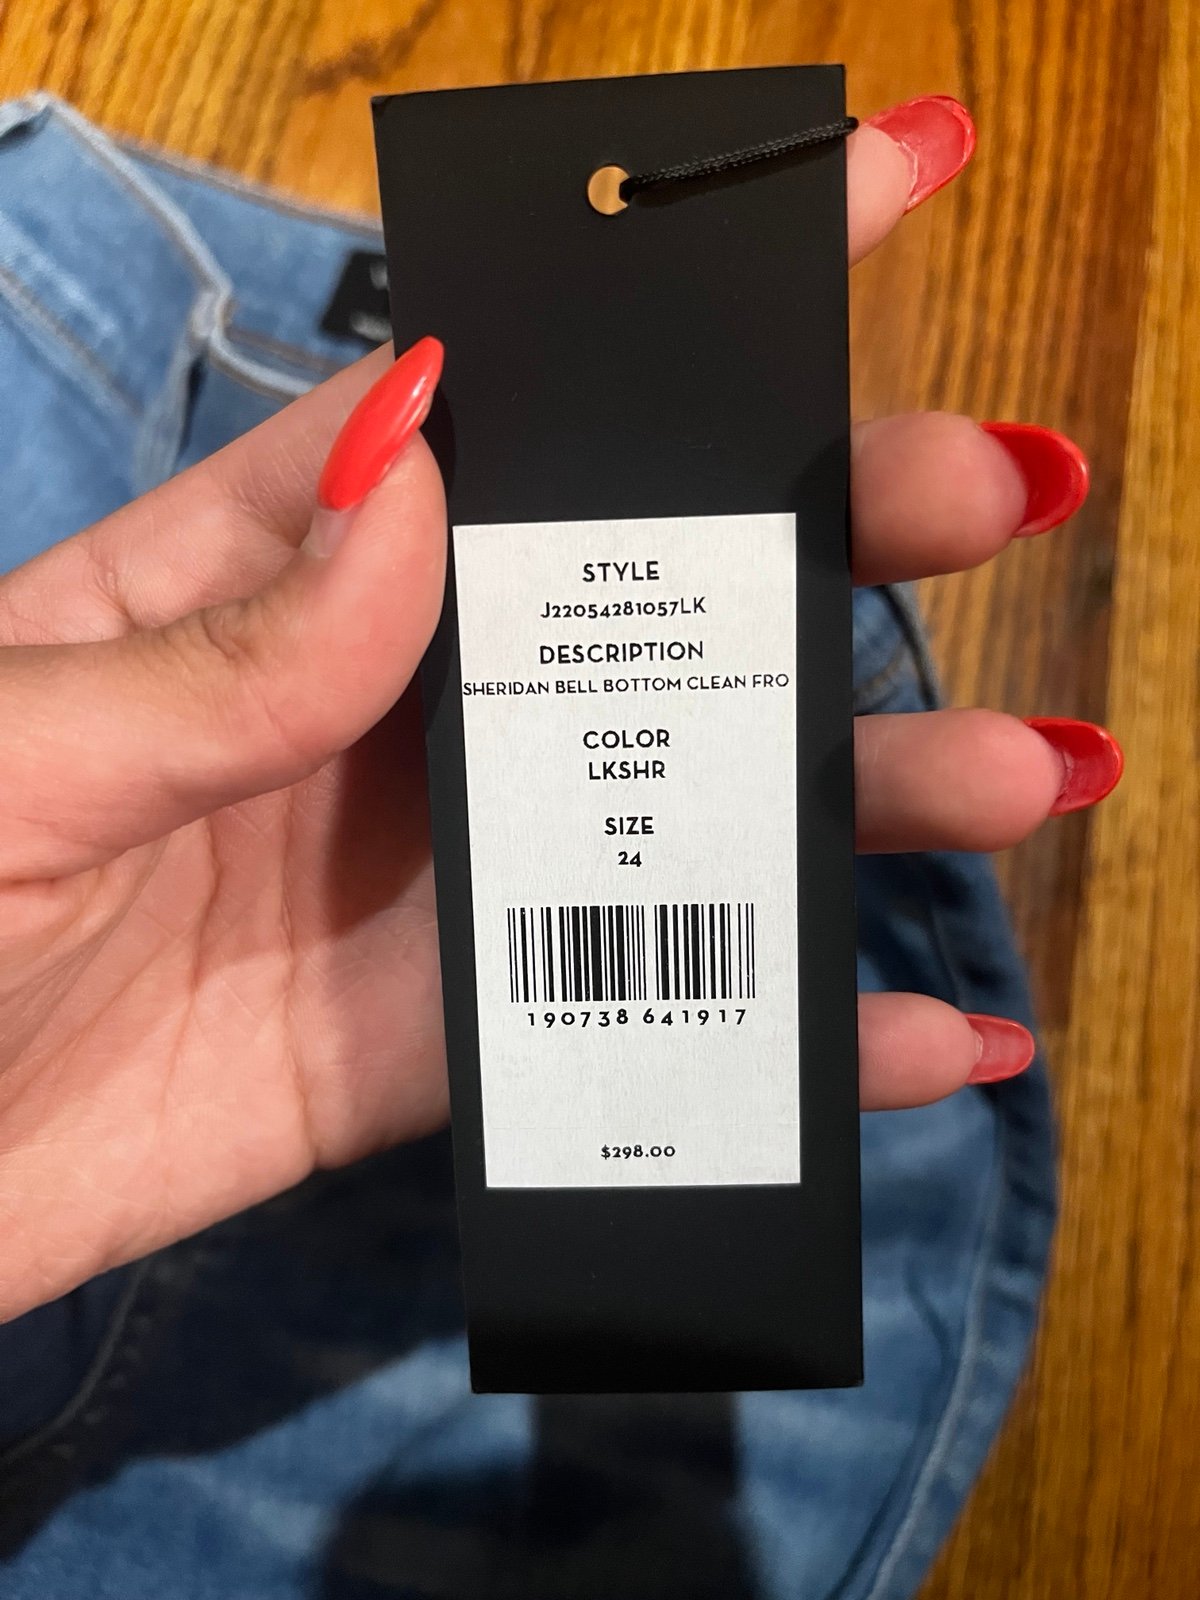 STYLE
J22054281057LK
DESCRIPTION
SHERIDAN BELL BOTTOM CLEAN FRO
COLOR
LKSHR
SIZE
24
190738 641917
$298.00